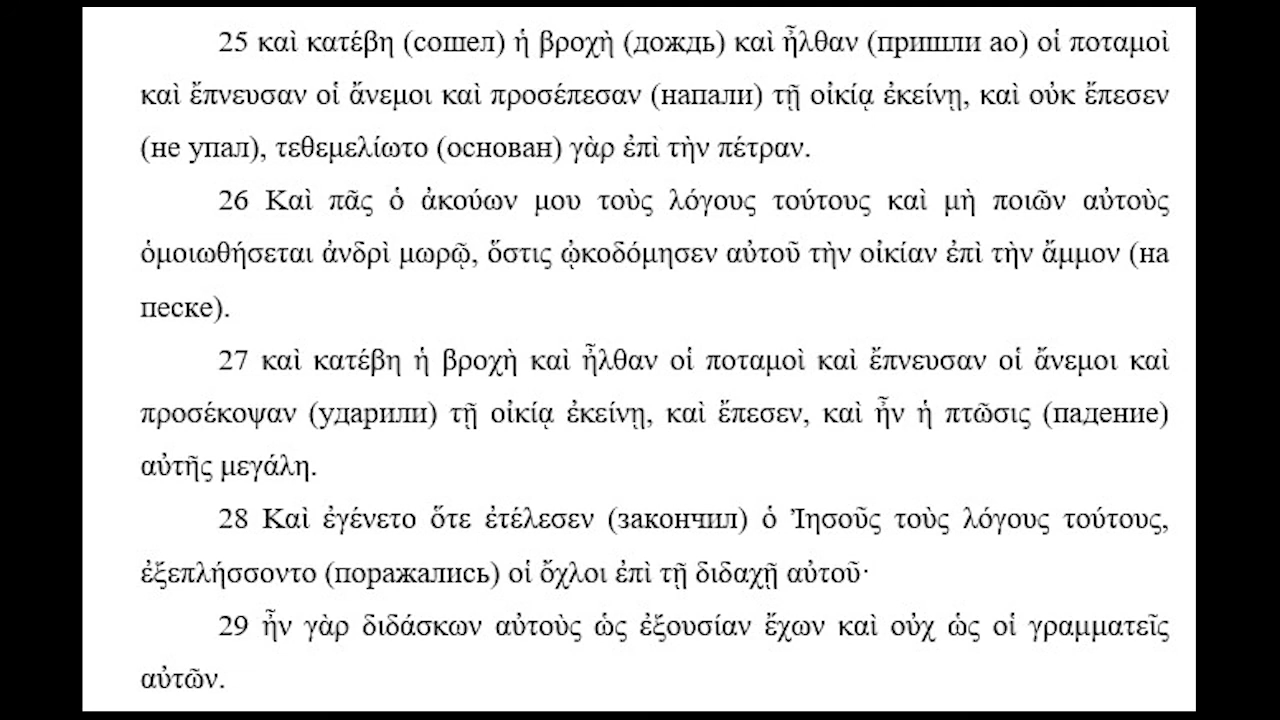 25 καὶ κατέβη (сошел) ἡ βροχὴ (дождь) καὶ ἦλθαν (пришли ао) οἱ ποταμοὶ
καὶ ἔπνευσαν οἱ ἄνεμοι καὶ προσέπεσαν (напали) τῇ οἰκίᾳ ἐκείνῃ, καὶ οὐκ ἔπεσεν
(не упал), τεθεμελίωτο (основан) γὰρ ἐπὶ τὴν πέτραν.
26 Καὶ πᾶς ὁ ἀκούων μου τοὺς λόγους τούτους καὶ μὴ ποιῶν αὐτοὺς
ὁμοιωθήσεται ἀνδρὶ μωρῷ, ὅστις ᾠκοδόμησεν αὐτοῦ τὴν οἰκίαν ἐπὶ τὴν ἄμμον (на
песке).
27 καὶ κατέβη ἡ βροχὴ καὶ ἦλθαν οἱ ποταμοὶ καὶ ἔπνευσαν οἱ ἄνεμοι καὶ
προσέκοψαν (ударили) τῇ οἰκίᾳ ἐκείνῃ, καὶ ἔπεσεν, καὶ ἦν ἡ πτῶσις (падение)
αὐτῆς μεγάλη.
28 Καὶ ἐγένετο ὅτε ἐτέλεσεν (закончил) ὁ Ἰησοῦς τοὺς λόγους τούτους,
ἐξεπλήσσοντο (поражались) οἱ ὄχλοι ἐπὶ τῇ διδαχῇ αὐτοῦ·
29 ἦν γὰρ διδάσκων αὐτοὺς ὡς ἐξουσίαν ἔχων καὶ οὐχ ὡς οἱ γραμματεῖς
αὐτῶν.